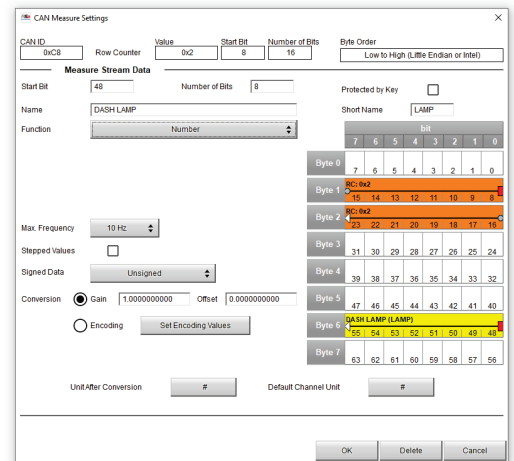 CAN Measure Settings
CAN ID Value Start Bit Number of Bits Byte Order
0xC8 Row Counter 0x2 8 16 Low to High (Little Endian or Intel)
Measure Stream Data
Start Bit 48 Number of Bits 8 Protected by Key
Name DASH LAMP Short Name LAMP
Function Number
bit
7 6 5 4 3 2 1 0
Byte 0 7 6 5 4 3 2 1 0
RC: 0x2
Byte 1 15 14 13 12 11 10 9 8
RC: 0x2
Byte 2 23 22 21 20 19 18 17 16
Max. Frequency 10 Hz
Byte 3 31 30 29 28 27 26 25 24
Stepped Values
Signed Data Unsigned
Byte 4 39 38 37 36 35 34 33 32
Conversion Gain 1.0000000000 Offset 0.0000000000
Byte 5 47 46 45 44 43 42 41 40
Encoding Set Encoding Values
DASH LAMP (LAMP)
Byte 6 55 54 53 52 51 50 49 48
Byte 7 63 62 61 60 59 58 57 56
Unit After Conversion # Default Channel Unit #
OK Delete Cancel